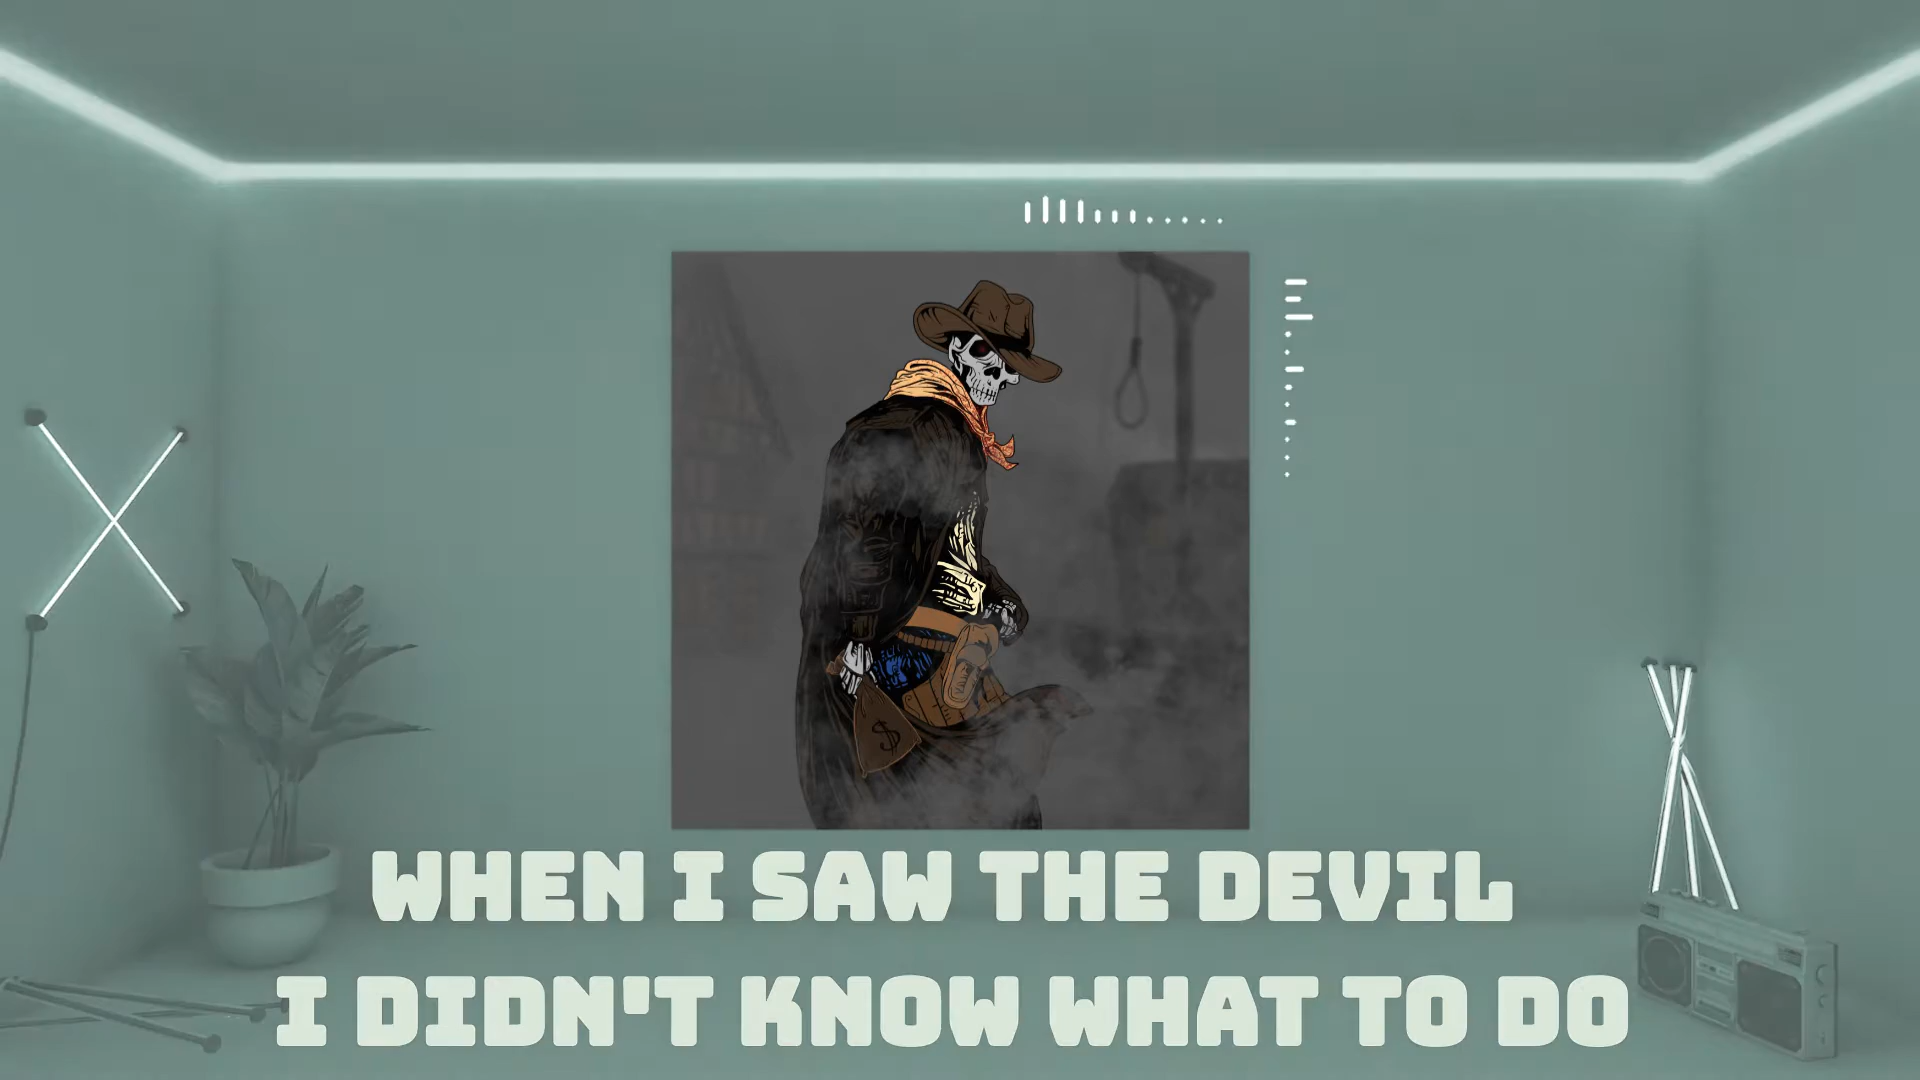 WHEN I SAW THE DEVIL
I DIDN'T KNOW WHAT TO DO
$